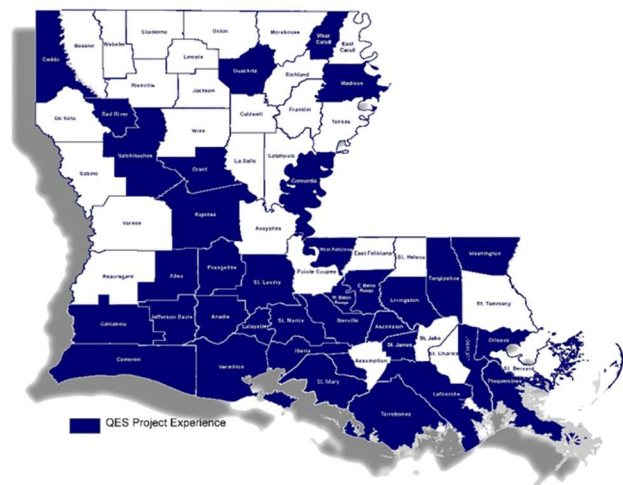 Caddo
Bossier
Webster
Claiborne
Union
Morehouse
West
Caroll
East
Caroll
Lincoln
Ouachita
Richland
Madison
Bienville
Jackson
Red River
De Soto
Caldwell
Franklin
Tensas
Winn
Natchitoches
Sabine
Grant
La Salle
Catahoula
Concordia
Vernon
Rapides
Avoyelles
West Feliciana
East Feliciana
St. Helena
Washington
Tangipahoa
Beauregard
Allen
Evangeline
St. Landry
Pointe Coupee
E. Baton
Rouge
W. Baton
Rouge
Livingston
St. Tammany
Calcasieu
Jefferson Davis
Acadia
Lafayette
St. Martin
Iberville
Ascension
St. James
St. John
St. Charles
Orleans
St. Bernard
Cameron
Vermilion
Iberia
St. Mary
Assumption
Lafourche
Jefferson
Plaquemines
Terrebonne
QES Project Experience